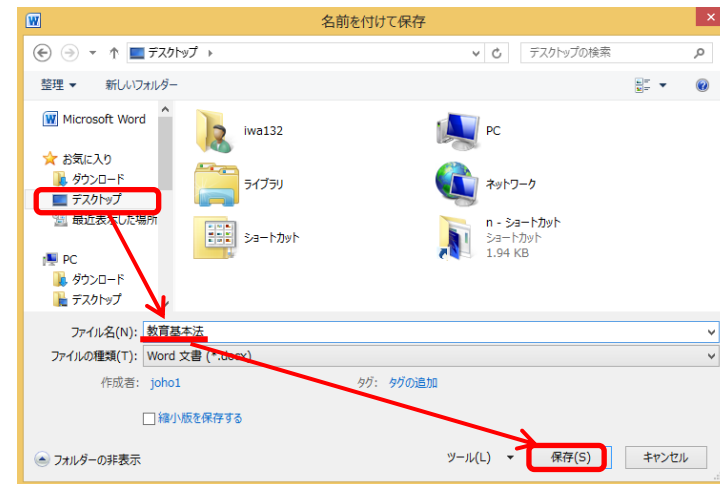 名前を付けて保存
デスクトップ
デスクトップの検索
整理
新しいフォルダー
Microsoft Word
お気に入り
ダウンロード
デスクトップ
最近表示した場所
PC
ダウンロード
デスクトップ
iwa132
PC
ライブラリ
ネットワーク
ショートカット
n - ショートカット
ショートカット
1.94 KB
ファイル名(N): 教育基本法
ファイルの種類(T): Word 文書 (*.docx)
作成者: joho1 タグ: タグの追加
縮小版を保存する
フォルダーの非表示 ツール(L) 保存(S) キャンセル